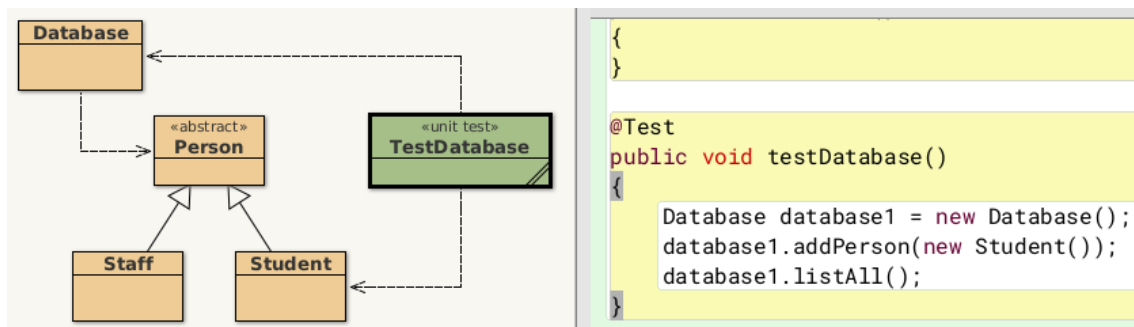 Database
«abstract»
Person
«unit test»
TestDatabase
Staff
Student
{
}
@Test
public void testDatabase()
{
Database database1 = new Database();
database1.addPerson(new Student());
database1.listAll();
}